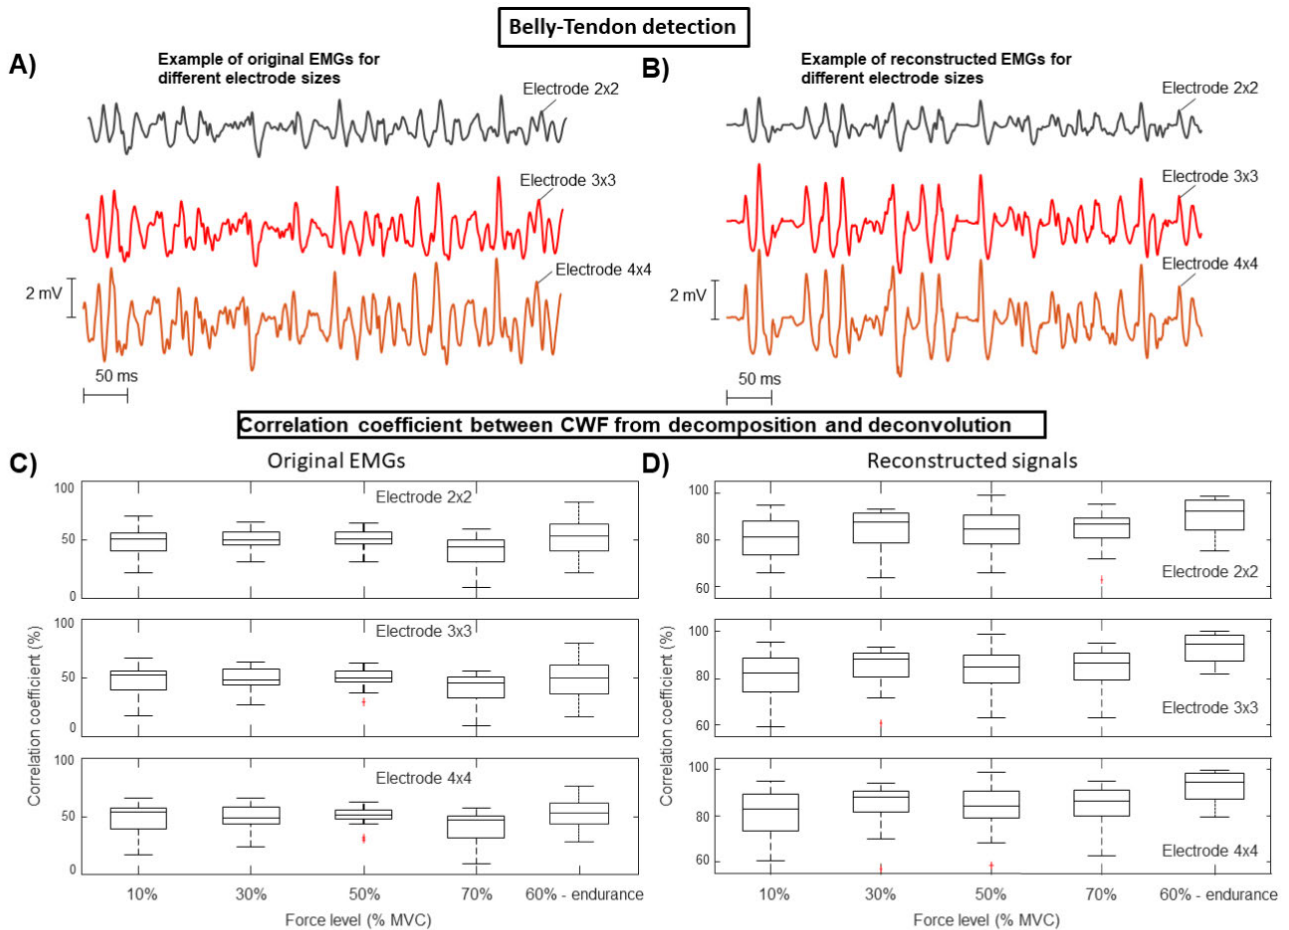 Belly-Tendon detection
A)
Example of original EMGs for
different electrode sizes
Electrode 2x2
Electrode 3x3
Electrode 4x4
2 mV
50 ms
B)
Example of reconstructed EMGs for
different electrode sizes
Electrode 2x2
Electrode 3x3
Electrode 4x4
2 mV
50 ms
Correlation coefficient between CWF from decomposition and deconvolution
C)
Original EMGs
Correlation coefficient (%)
100
50
0
Electrode 2x2
100
50
0
Electrode 3x3
100
50
0
Electrode 4x4
10%
30%
50%
70%
60% - endurance
Force level (% MVC)
D)
Reconstructed signals
Correlation coefficient (%)
100
80
60
Electrode 2x2
100
80
60
Electrode 3x3
100
80
60
Electrode 4x4
10%
30%
50%
70%
60% - endurance
Force level (% MVC)